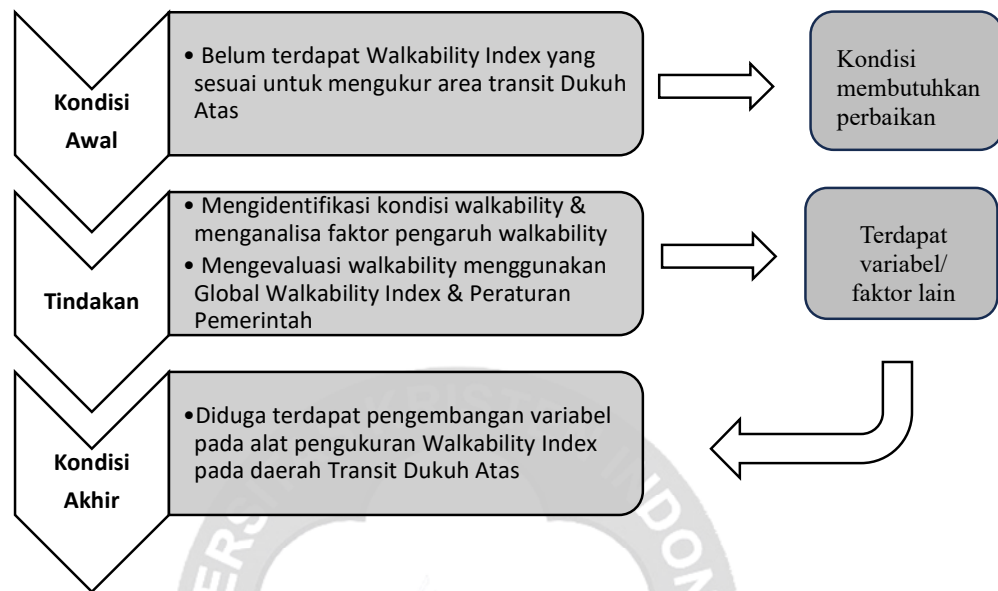 Kondisi
Awal
• Belum terdapat Walkability Index yang
sesuai untuk mengukur area transit Dukuh
Atas
Kondisi
membutuhkan
perbaikan
Tindakan
• Mengidentifikasi kondisi walkability &
menganalisa faktor pengaruh walkability
• Mengevaluasi walkability menggunakan
Global Walkability Index & Peraturan
Pemerintah
Terdapat
variabel/
faktor lain
Kondisi
Akhir
•Diduga terdapat pengembangan variabel
pada alat pengukuran Walkability Index
pada daerah Transit Dukuh Atas